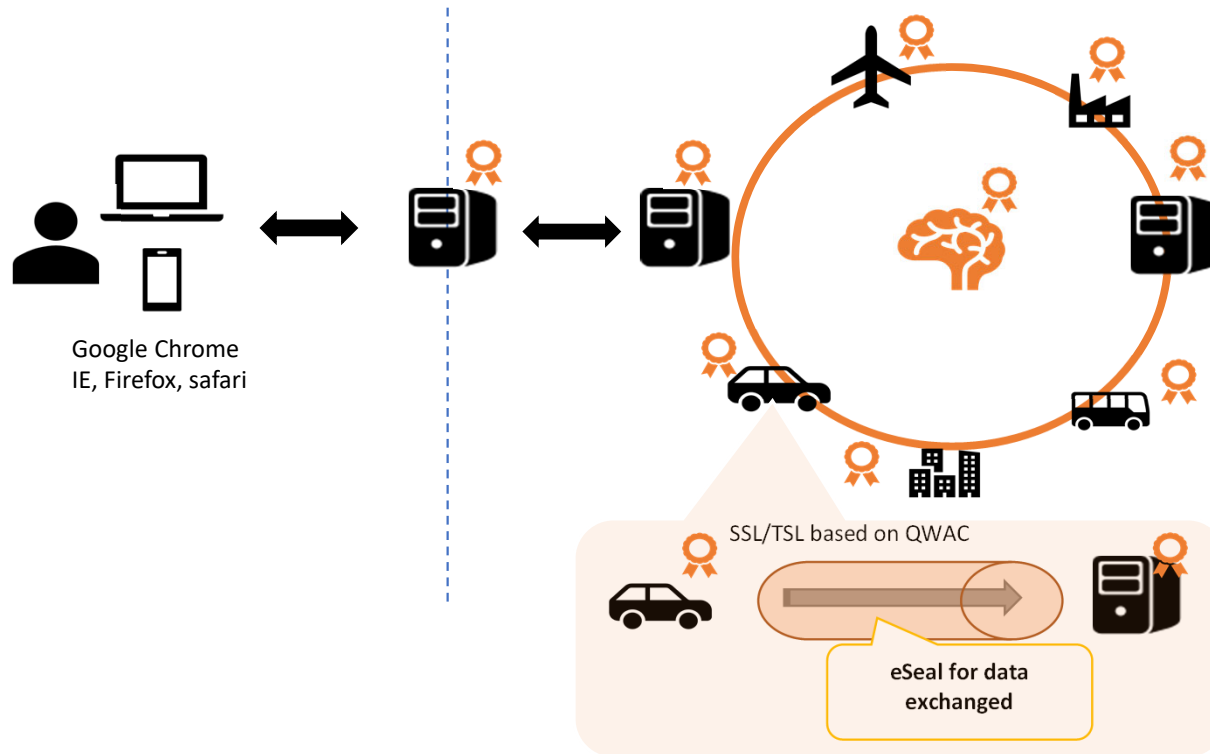 Google Chrome
IE, Firefox, safari
SSL/TSL based on QWAC
eSeal for data
exchanged